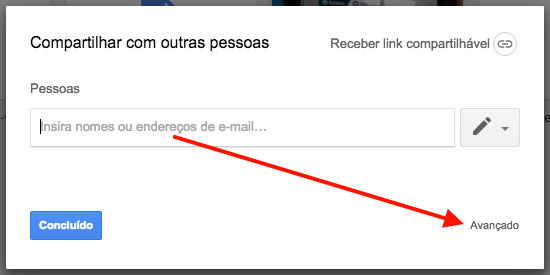 Compartilhar com outras pessoas
Receber link compartilhável
Pessoas
Insira nomes ou endereços de e-mail...
Concluído
Avançado